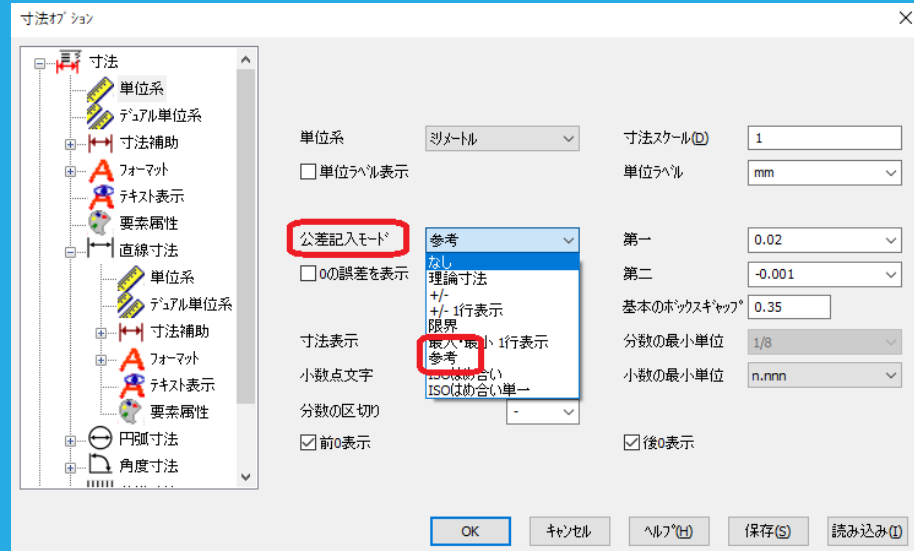 寸法ｵﾌﾟｼｮﾝ
寸法
単位系
ﾃﾞｭｱﾙ単位系
寸法補助
ﾌｫｰﾏｯﾄ
ﾃｷｽﾄ表示
要素属性
直線寸法
単位系
ﾃﾞｭｱﾙ単位系
寸法補助
ﾌｫｰﾏｯﾄ
ﾃｷｽﾄ表示
要素属性
円弧寸法
角度寸法
単位系 ﾐﾘﾒｰﾄﾙ 寸法ｽｹｰﾙ(D) 1
単位ﾗﾍﾞﾙ表示 単位ﾗﾍﾞﾙ mm
公差記入ﾓｰﾄﾞ 参考 第一 0.02
0の誤差を表示 第二 -0.001
なし
理論寸法
+/-
+/- 1行表示
限界
最大・最小 1行表示
参考
ISOはめ合い
ISOはめ合い単一
基本のﾎﾞｯｸｽｷﾞｬｯﾌﾟ 0.35
寸法表示 分数の最小単位 1/8
小数点文字 小数の最小単位 n.nnn
分数の区切り -
前0表示 後0表示
OK ｷｬﾝｾﾙ ﾍﾙﾌﾟ(H) 保存(S) 読み込み(I)